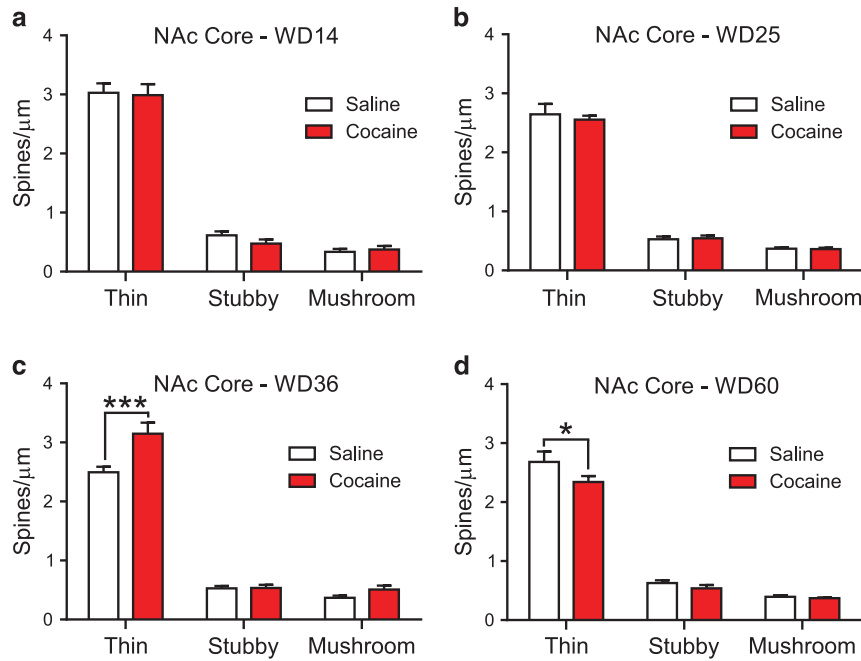 a
NAc Core - WD14
4
3
2
1
0
Spines/μm
Saline
Cocaine
Thin Stubby Mushroom
b
NAc Core - WD25
4
3
2
1
0
Spines/μm
Saline
Cocaine
Thin Stubby Mushroom
c
NAc Core - WD36
4
3
2
1
0
Spines/μm
***
Saline
Cocaine
Thin Stubby Mushroom
d
NAc Core - WD60
4
3
2
1
0
Spines/μm
*
Saline
Cocaine
Thin Stubby Mushroom